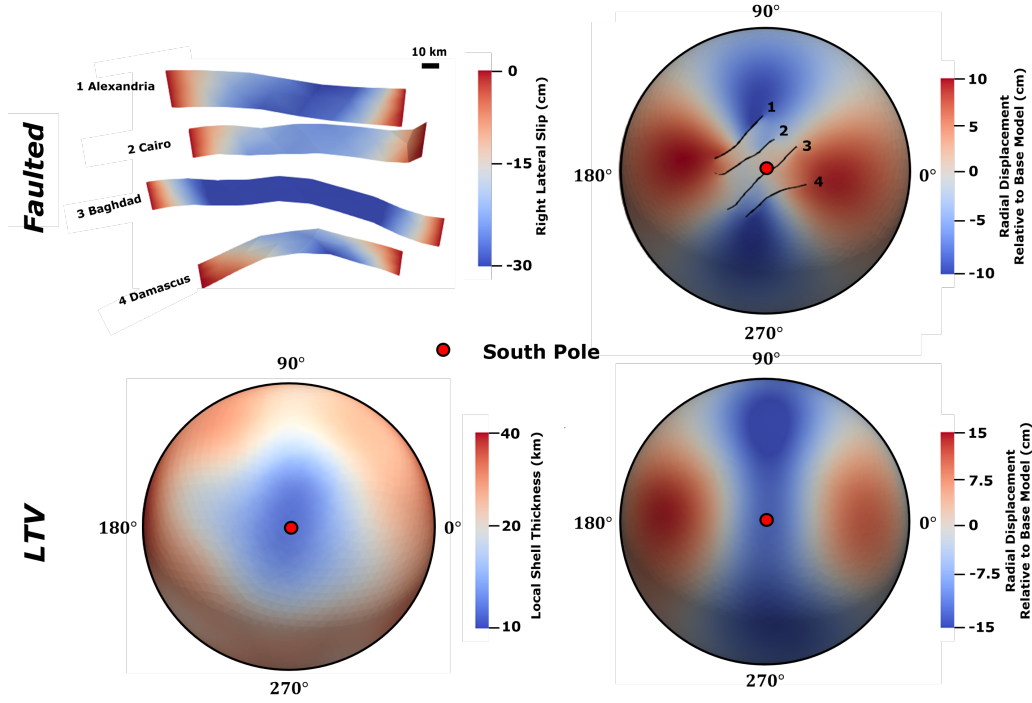 Faulted
1 Alexandria
2 Cairo
3 Baghdad
4 Damascus
10 km
0
-15
-30
Right Lateral Slip (cm)
90°
180°
0°
270°
1
2
3
4
10
5
0
-5
-10
Radial Displacement
Relative to Base Model (cm)
South Pole
LTV
90°
180°
0°
270°
40
20
10
Local Shell Thickness (km)
90°
180°
0°
270°
15
7.5
0
-7.5
-15
Radial Displacement
Relative to Base Model (cm)